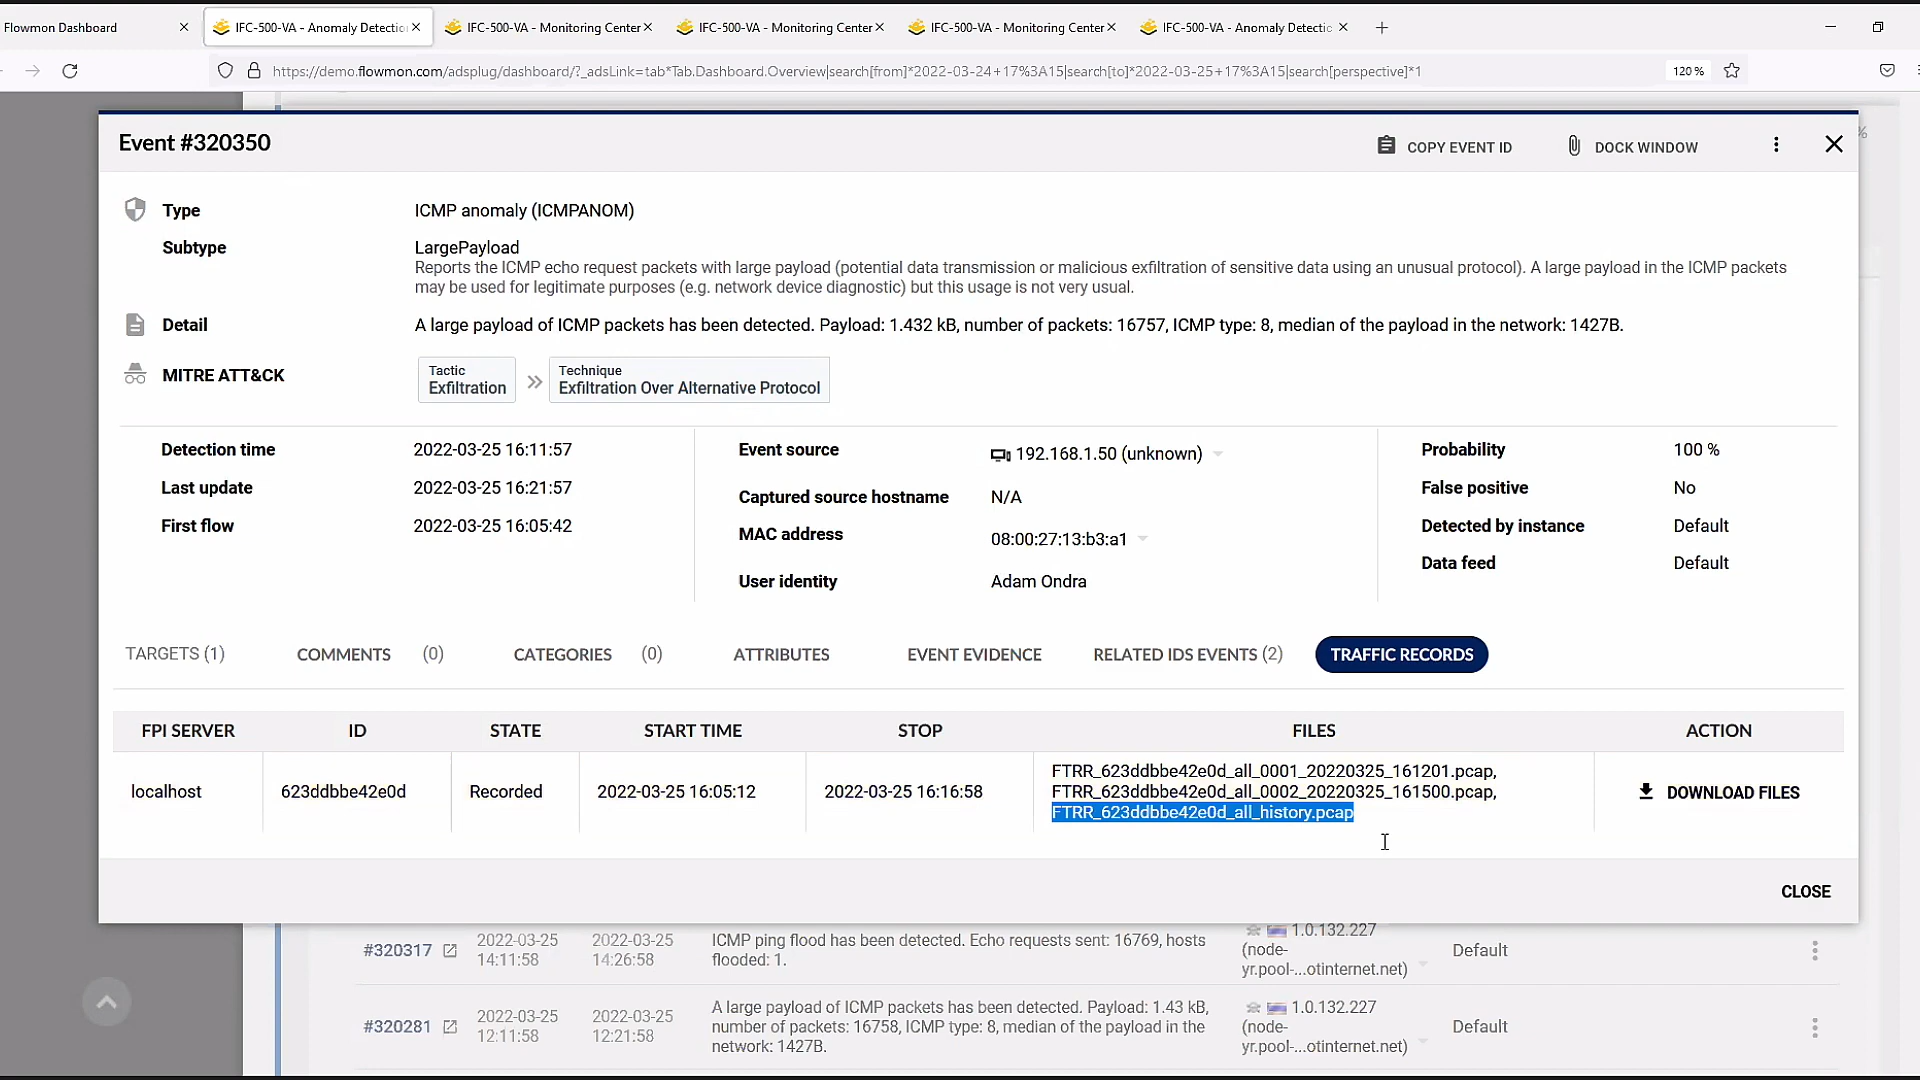 Flowmon Dashboard
IFC-500-VA - Anomaly Detectio
IFC-500-VA - Monitoring Center
IFC-500-VA - Monitoring Center
IFC-500-VA - Monitoring Center
IFC-500-VA - Anomaly Detectic
https://demo.flowmon.com/adsplug/dashboard/?_adsLink=tab*Tab.Dashboard.Overview|search[from]*2022-03-24+17%3A15|search[to]*2022-03-25+17%3A15|search[perspective]*1
120 %
Event #320350
COPY EVENT ID
DOCK WINDOW
%
Type
ICMP anomaly (ICMPANOM)
Subtype
LargePayload
Reports the ICMP echo request packets with large payload (potential data transmission or malicious exfiltration of sensitive data using an unusual protocol). A large payload in the ICMP packets
may be used for legitimate purposes (e.g. network device diagnostic) but this usage is not very usual.
Detail
A large payload of ICMP packets has been detected. Payload: 1.432 kB, number of packets: 16757, ICMP type: 8, median of the payload in the network: 1427B.
MITRE ATT&CK
Tactic
Exfiltration
Technique
Exfiltration Over Alternative Protocol
Detection time
2022-03-25 16:11:57
Last update
2022-03-25 16:21:57
First flow
2022-03-25 16:05:42
Event source
192.168.1.50 (unknown)
Captured source hostname
N/A
MAC address
08:00:27:13:b3:a1
User identity
Adam Ondra
Probability
100 %
False positive
No
Detected by instance
Default
Data feed
Default
TARGETS (1)
COMMENTS (0)
CATEGORIES (0)
ATTRIBUTES
EVENT EVIDENCE
RELATED IDS EVENTS (2)
TRAFFIC RECORDS
FPI SERVER
ID
STATE
START TIME
STOP
FILES
ACTION
localhost
623ddbbe42e0d
Recorded
2022-03-25 16:05:12
2022-03-25 16:16:58
FTRR_623ddbbe42e0d_all_0001_20220325_161201.pcap,
FTRR_623ddbbe42e0d_all_0002_20220325_161500.pcap,
FTRR_623ddbbe42e0d_all_history.pcap
DOWNLOAD FILES
CLOSE
#320317
2022-03-25
14:11:58
2022-03-25
14:26:58
ICMP ping flood has been detected. Echo requests sent: 16769, hosts
flooded: 1.
1.0.132.227
(node-
yr.pool-...otinternet.net)
Default
#320281
2022-03-25
12:11:58
2022-03-25
12:21:58
A large payload of ICMP packets has been detected. Payload: 1.43 kB,
number of packets: 16758, ICMP type: 8, median of the payload in the
network: 1427B.
1.0.132.227
(node-
yr.pool-...otinternet.net)
Default